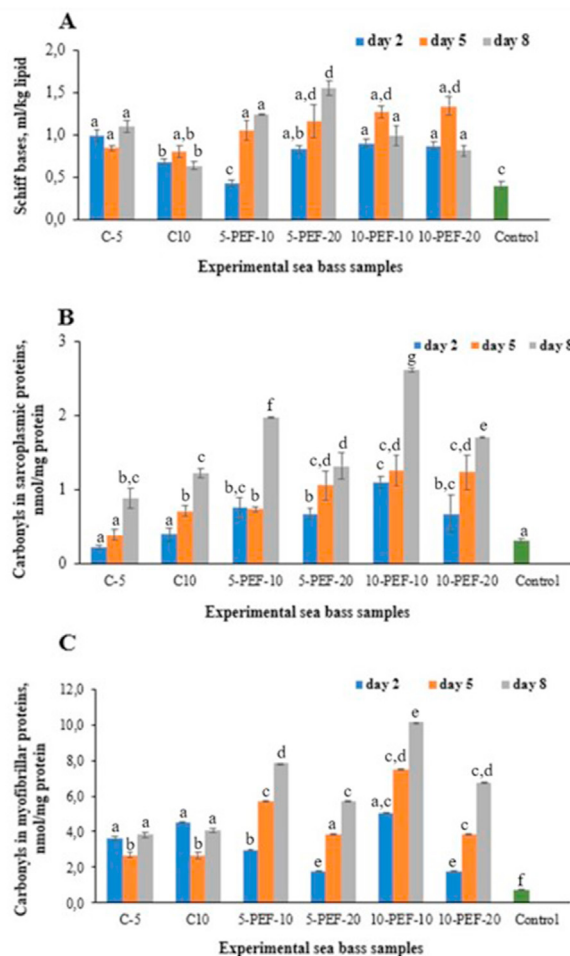 A
day 2 day 5 day 8
Schiff bases, ml/kg lipid
2,0
1,5
1,0
0,5
0,0
a a a
b a,b b
c a a
a,b a,d d
a a,d a
a a,d a
c
C-5 C10 5-PEF-10 5-PEF-20 10-PEF-10 10-PEF-20 Control
Experimental sea bass samples
B
day 2 day 5 day 8
Carbonyls in sarcoplasmic proteins,
nmol/mg protein
3
2
1
0
a a b,c
a b c
b,c b f
b c,d d
c c,d g
b,c c,d e
a
C-5 C10 5-PEF-10 5-PEF-20 10-PEF-10 10-PEF-20 Control
Experimental sea bass samples
C
day 2 day 5 day 8
Carbonyls in myofibrillar proteins,
nmol/mg protein
12,0
10,0
8,0
6,0
4,0
2,0
0,0
a b a
a b a
b c d
e a c
a,c c,d e
e c c,d
f
C-5 C10 5-PEF-10 5-PEF-20 10-PEF-10 10-PEF-20 Control
Experimental sea bass samples